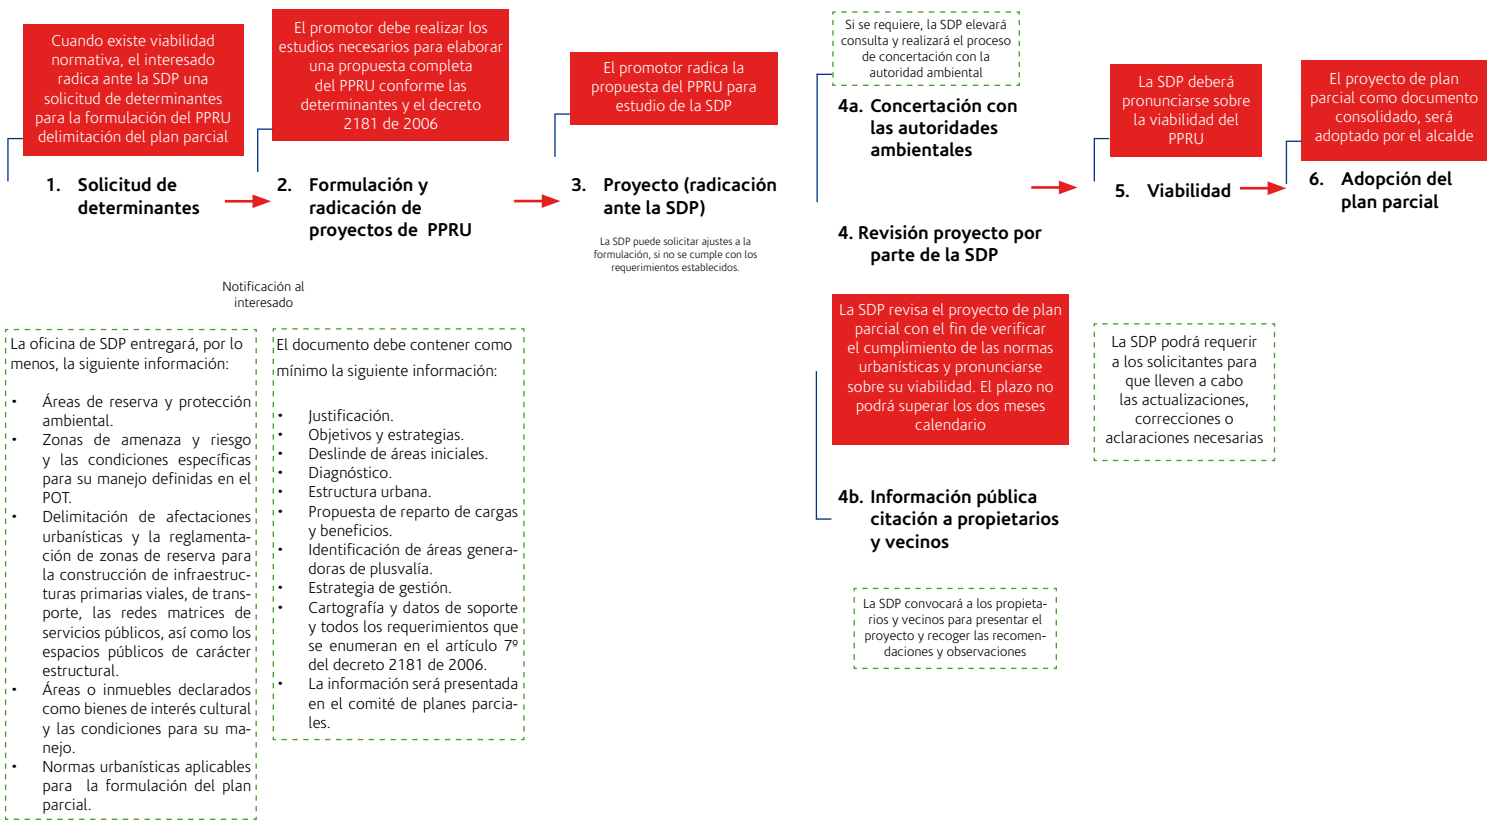 Cuando existe viabilidad
normativa, el interesado
radica ante la SDP una
solicitud de determinantes
para la formulación del PPRU
delimitación del plan parcial
1. Solicitud de
determinantes
El promotor debe realizar los
estudios necesarios para elaborar
una propuesta completa
del PPRU conforme las
determinantes y el decreto
2181 de 2006
2. Formulación y
radicación de
proyectos de PPRU
El promotor radica la
propuesta del PPRU para
estudio de la SDP
3. Proyecto (radicación
ante la SDP)
La SDP puede solicitar ajustes a la
formulación, si no se cumple con los
requerimientos establecidos.
Si se requiere, la SDP elevará
consulta y realizará el proceso
de concertación con la
autoridad ambiental
4a. Concertación con
las autoridades
ambientales
4. Revisión proyecto por
parte de la SDP
La SDP revisa el proyecto de plan
parcial con el fin de verificar
el cumplimiento de las normas
urbanísticas y pronunciarse
sobre su viabilidad. El plazo no
podrá superar los dos meses
calendario
4b. Información pública
citación a propietarios
y vecinos
La SDP convocará a los propieta-
rios y vecinos para presentar el
proyecto y recoger las recomen-
daciones y observaciones
La SDP deberá
pronunciarse sobre
la viabilidad del
PPRU
5. Viabilidad
La SDP podrá requerir
a los solicitantes para
que lleven a cabo
las actualizaciones,
correcciones o
aclaraciones necesarias
El proyecto de plan
parcial como documento
consolidado, será
adoptado por el alcalde
6. Adopción del
plan parcial
Notificación al
interesado
La oficina de SDP entregará, por lo
menos, la siguiente información:
• Áreas de reserva y protección
ambiental.
• Zonas de amenaza y riesgo
y las condiciones específicas
para su manejo definidas en el
POT.
• Delimitación de afectaciones
urbanísticas y la reglamenta-
ción de zonas de reserva para
la construcción de infraestruc-
turas primarias viales, de trans-
porte, las redes matrices de
servicios públicos, así como los
espacios públicos de carácter
estructural.
• Áreas o inmuebles declarados
como bienes de interés cultural
y las condiciones para su ma-
nejo.
• Normas urbanísticas aplicables
para la formulación del plan
parcial.
El documento debe contener como
mínimo la siguiente información:
• Justificación.
• Objetivos y estrategias.
• Deslinde de áreas iniciales.
• Diagnóstico.
• Estructura urbana.
• Propuesta de reparto de cargas
y beneficios.
• Identificación de áreas genera-
doras de plusvalía.
• Estrategia de gestión.
• Cartografía y datos de soporte
y todos los requerimientos que
se enumeran en el artículo 7º
del decreto 2181 de 2006.
• La información será presentada
en el comité de planes parcia-
les.